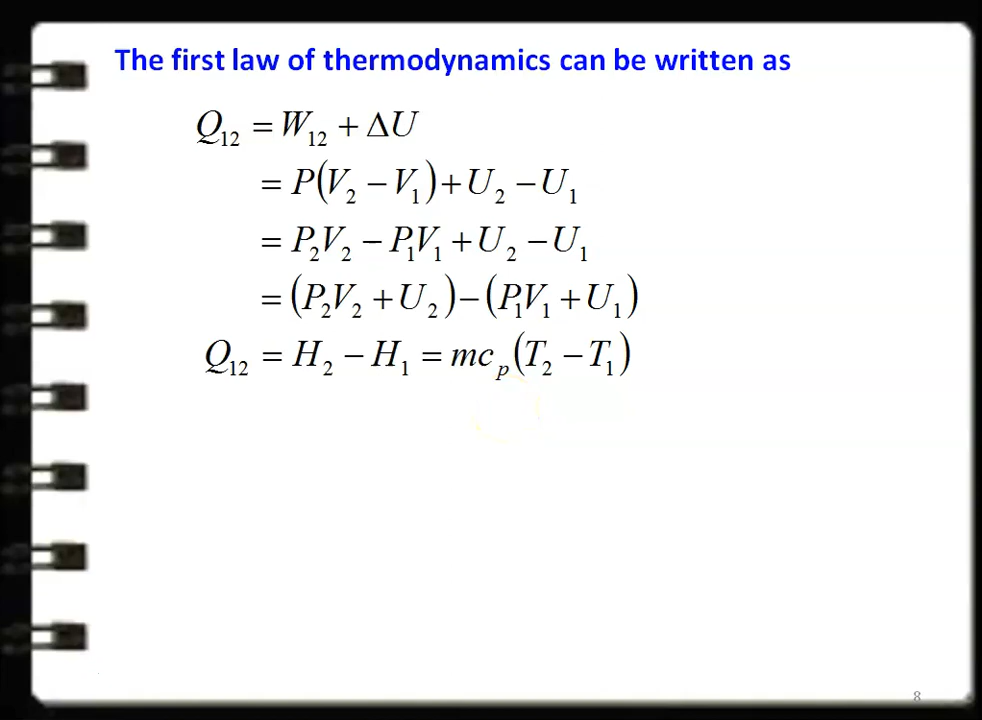 The first law of thermodynamics can be written as
Q₁₂ = W₁₂ + ΔU
= P(V₂ − V₁) + U₂ − U₁
= P₂V₂ − P₁V₁ + U₂ − U₁
= (P₂V₂ + U₂) − (P₁V₁ + U₁)
Q₁₂ = H₂ − H₁ = mcₚ(T₂ − T₁)
8